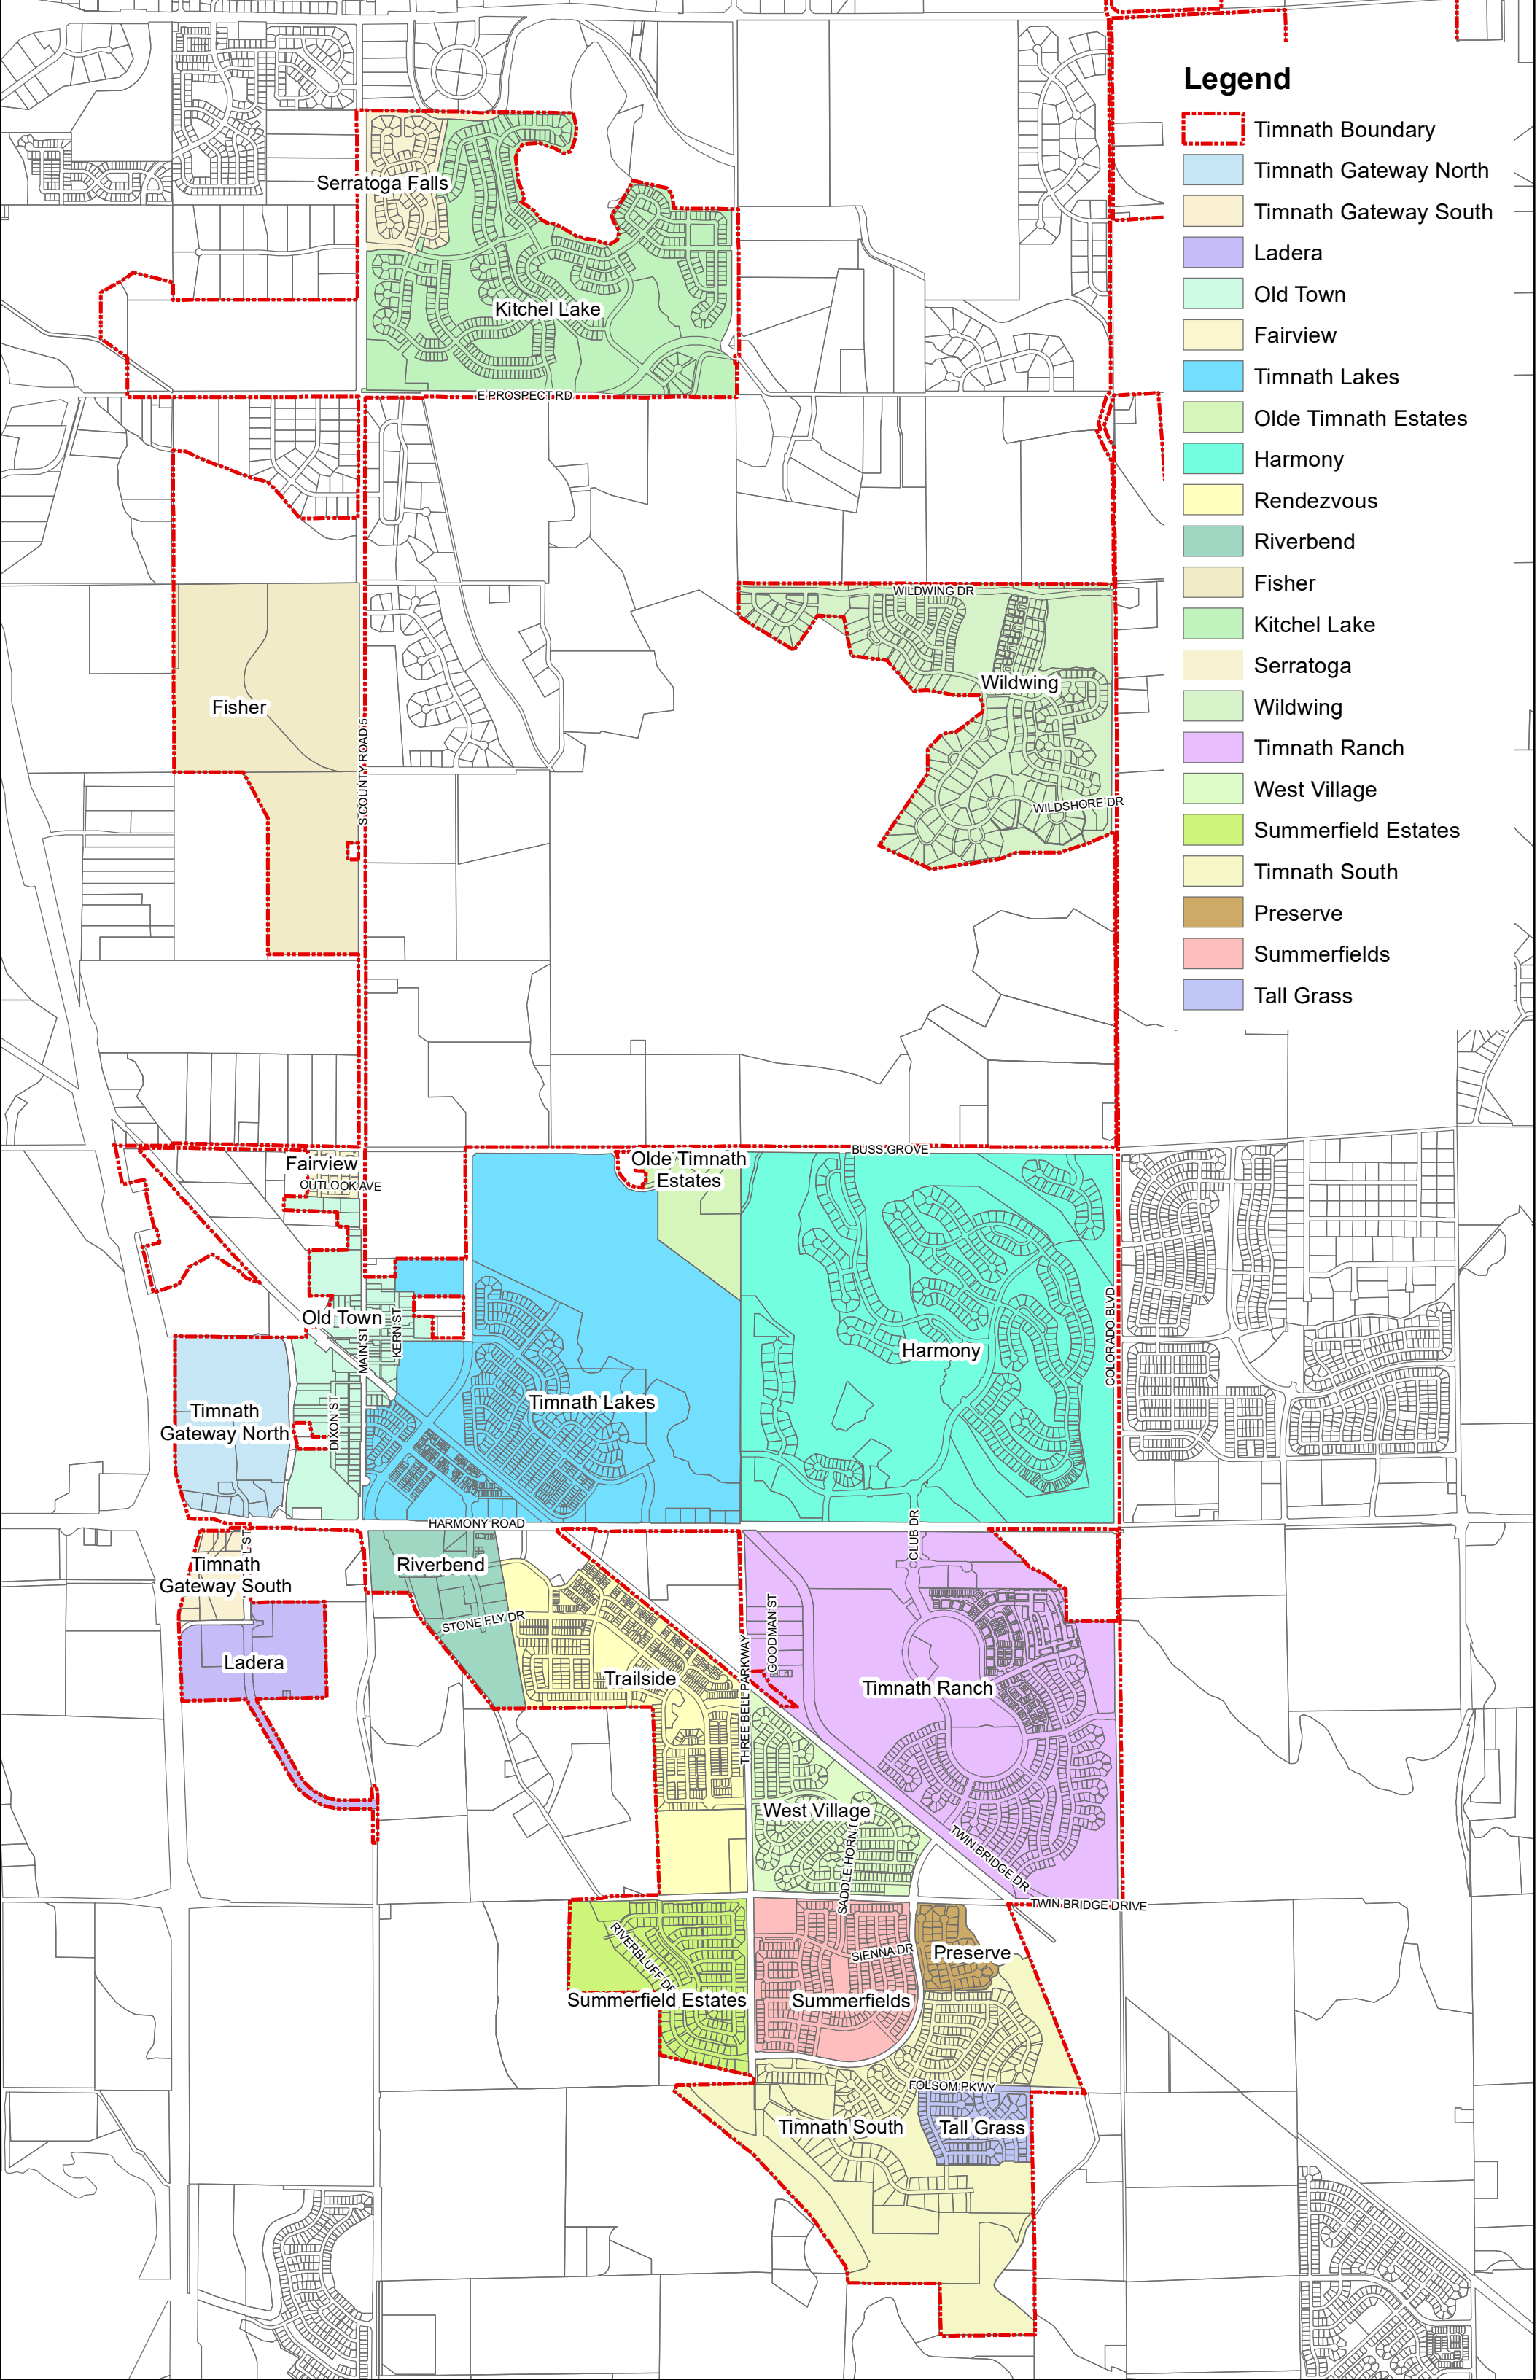 Legend
Timnath Boundary
Timnath Gateway North
Timnath Gateway South
Ladera
Old Town
Fairview
Timnath Lakes
Olde Timnath Estates
Harmony
Rendezvous
Riverbend
Fisher
Kitchel Lake
Serratoga
Wildwing
Timnath Ranch
West Village
Summerfield Estates
Timnath South
Preserve
Summerfields
Tall Grass
Serratoga Falls
Kitchel Lake
E PROSPECT RD
WILDWING DR
Wildwing
Fisher
S COUNTY ROAD 5
WILDSHORE DR
BUSS GROVE
Fairview
OUTLOOK AVE
Olde Timnath
Estates
Old Town
MAIN ST
KERN ST
COLORADO BLVD
Harmony
Timnath Lakes
Timnath
Gateway North
DIXON ST
HARMONY ROAD
CLUB DR
L ST
Timnath
Gateway South
Riverbend
STONE FLY DR
GOODMAN ST
Ladera
Trailside
THREE BELL PARKWAY
Timnath Ranch
West Village
SADDLE HORN
TWIN BRIDGE DR
TWIN BRIDGE DRIVE
RIVERBLUFF DR
SIENNA DR
Preserve
Summerfield Estates
Summerfields
FOLSOM PKWY
Timnath South
Tall Grass